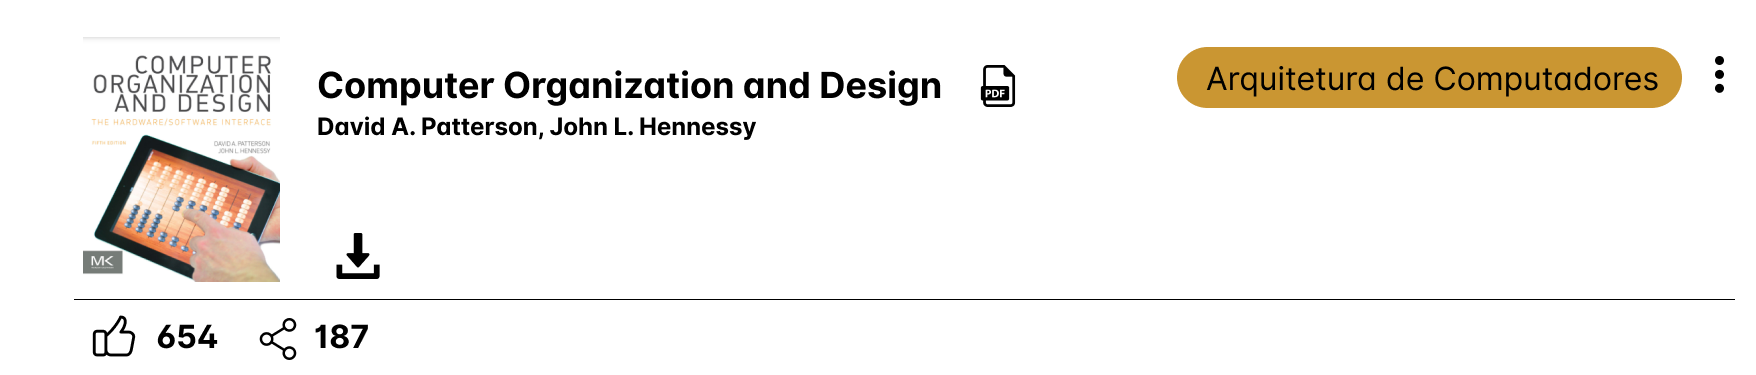 COMPUTER
ORGANIZATION
AND DESIGN
THE HARDWARE/SOFTWARE INTERFACE
FIFTH EDITION
DAVID A. PATTERSON
JOHN L. HENNESSY
MK
Computer Organization and Design
PDF
David A. Patterson, John L. Hennessy
Arquitetura de Computadores
654
187